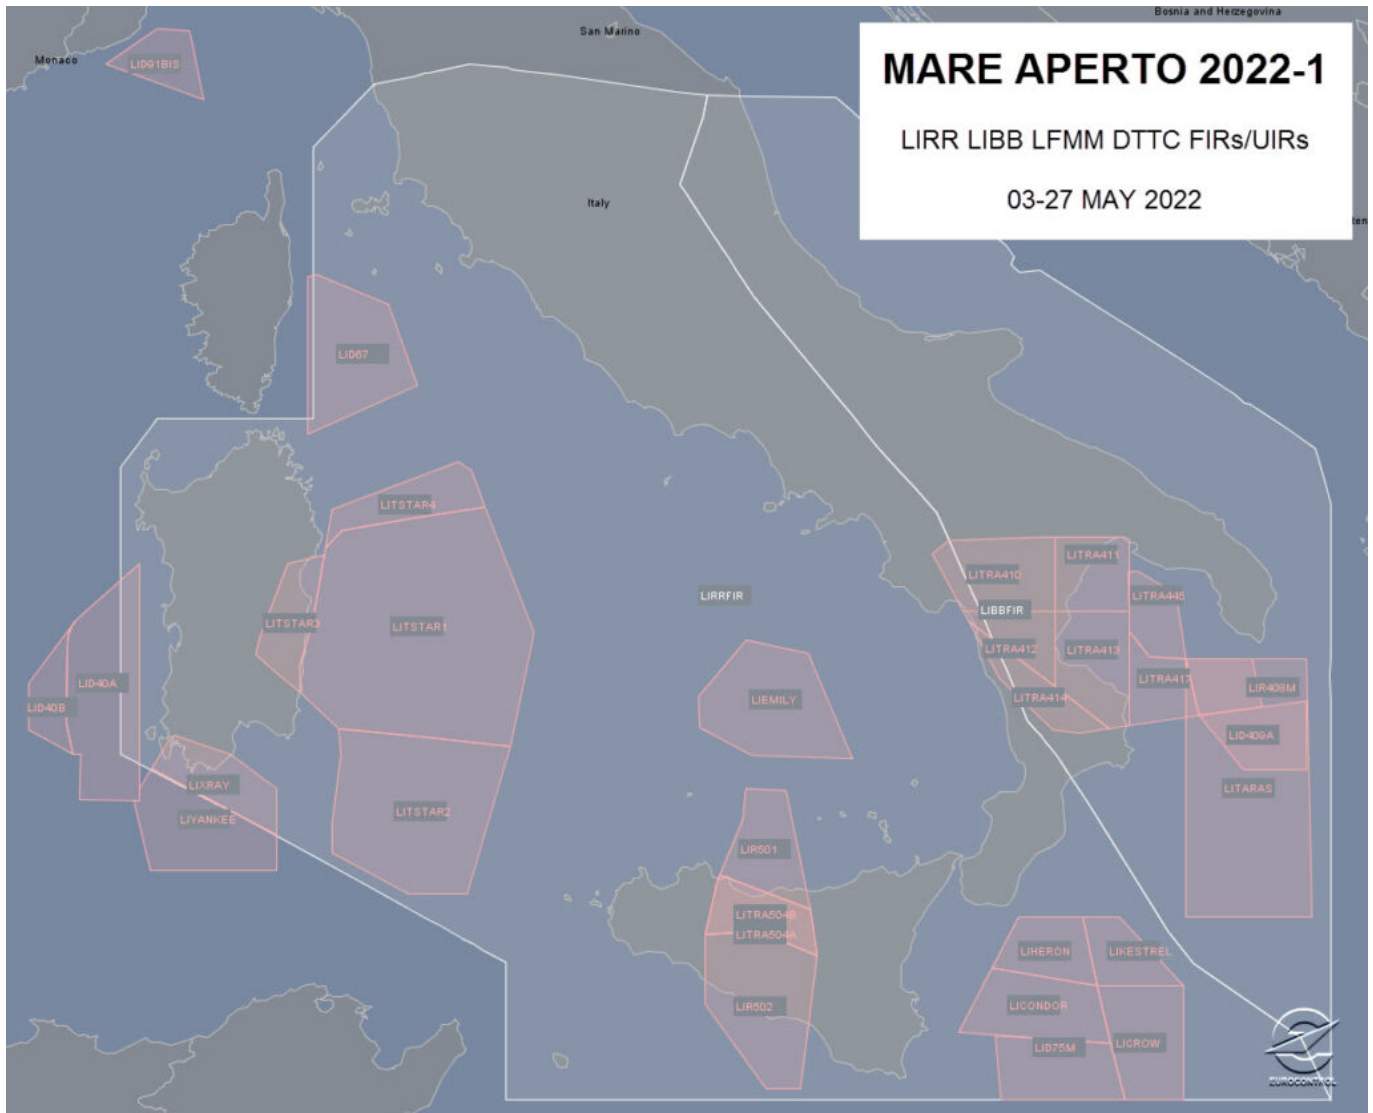 Bosnia and Herzegovina
San Marino
Monaco
LID91BIS
MARE APERTO 2022-1
LIRR LIBB LFMM DTTC FIRs/UIRs
03-27 MAY 2022
Italy
ten
LID67
LITSTAR4
LITRA411
LITRA410
LIRRFIR
LITRA445
LIBBFIR
LITSTAR3
LITSTAR1
LITRA412
LITRA413
LITRA417
LID40A
LIR408M
LIEMILY
LITRA414
LID40B
LID409A
LIXRAY
LITARAS
LITSTAR2
LIYANKEE
LIR501
LITRA504B
LITRA504A
LIHERON
LIKESTREL
LIR502
LICONDOR
LID75M
LICROW
EUROCONTROL